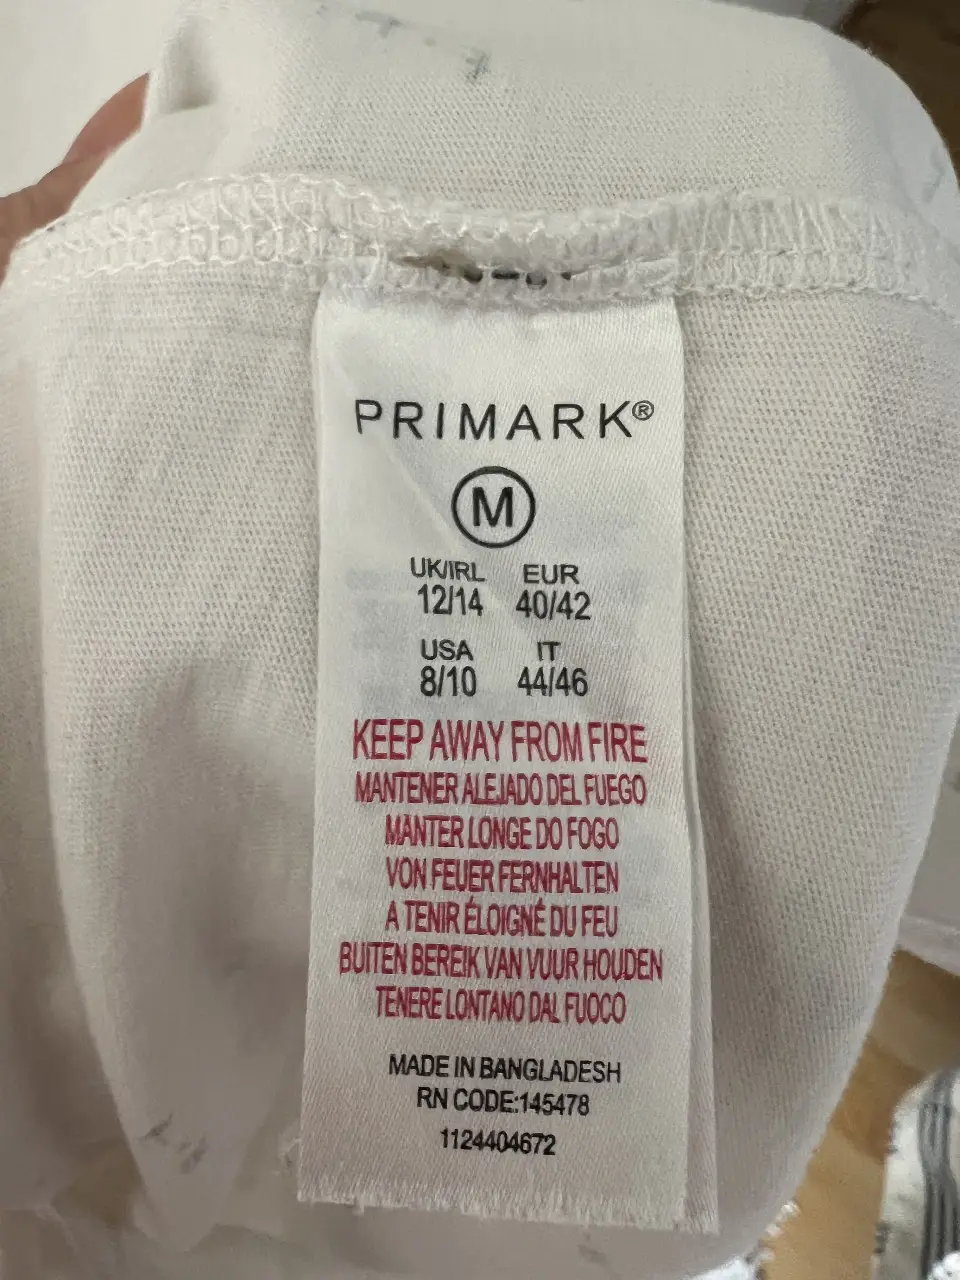 PRIMARK®
M
UK/IRL EUR
12/14 40/42
USA IT
8/10 44/46
KEEP AWAY FROM FIRE
MANTENER ALEJADO DEL FUEGO
MANTER LONGE DO FOGO
VON FEUER FERNHALTEN
A TENIR ÉLOIGNÉ DU FEU
BUITEN BEREIK VAN VUUR HOUDEN
TENERE LONTANO DAL FUOCO
MADE IN BANGLADESH
RN CODE:145478
1124404672